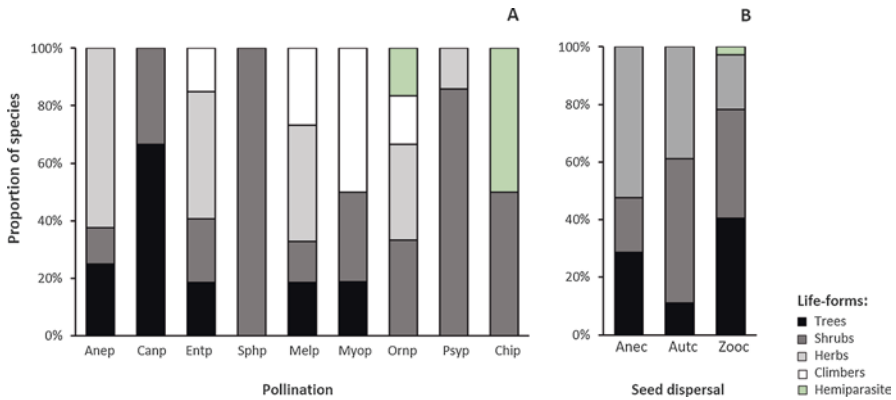 A
B
Proportion of species
100%
80%
60%
40%
20%
0%
Anep Canp Entp Sphp Melp Myop Ornp Psyp Chip
Pollination
100%
80%
60%
40%
20%
0%
Anec Autc Zooc
Seed dispersal
Life-forms:
Trees
Shrubs
Herbs
Climbers
Hemiparasite